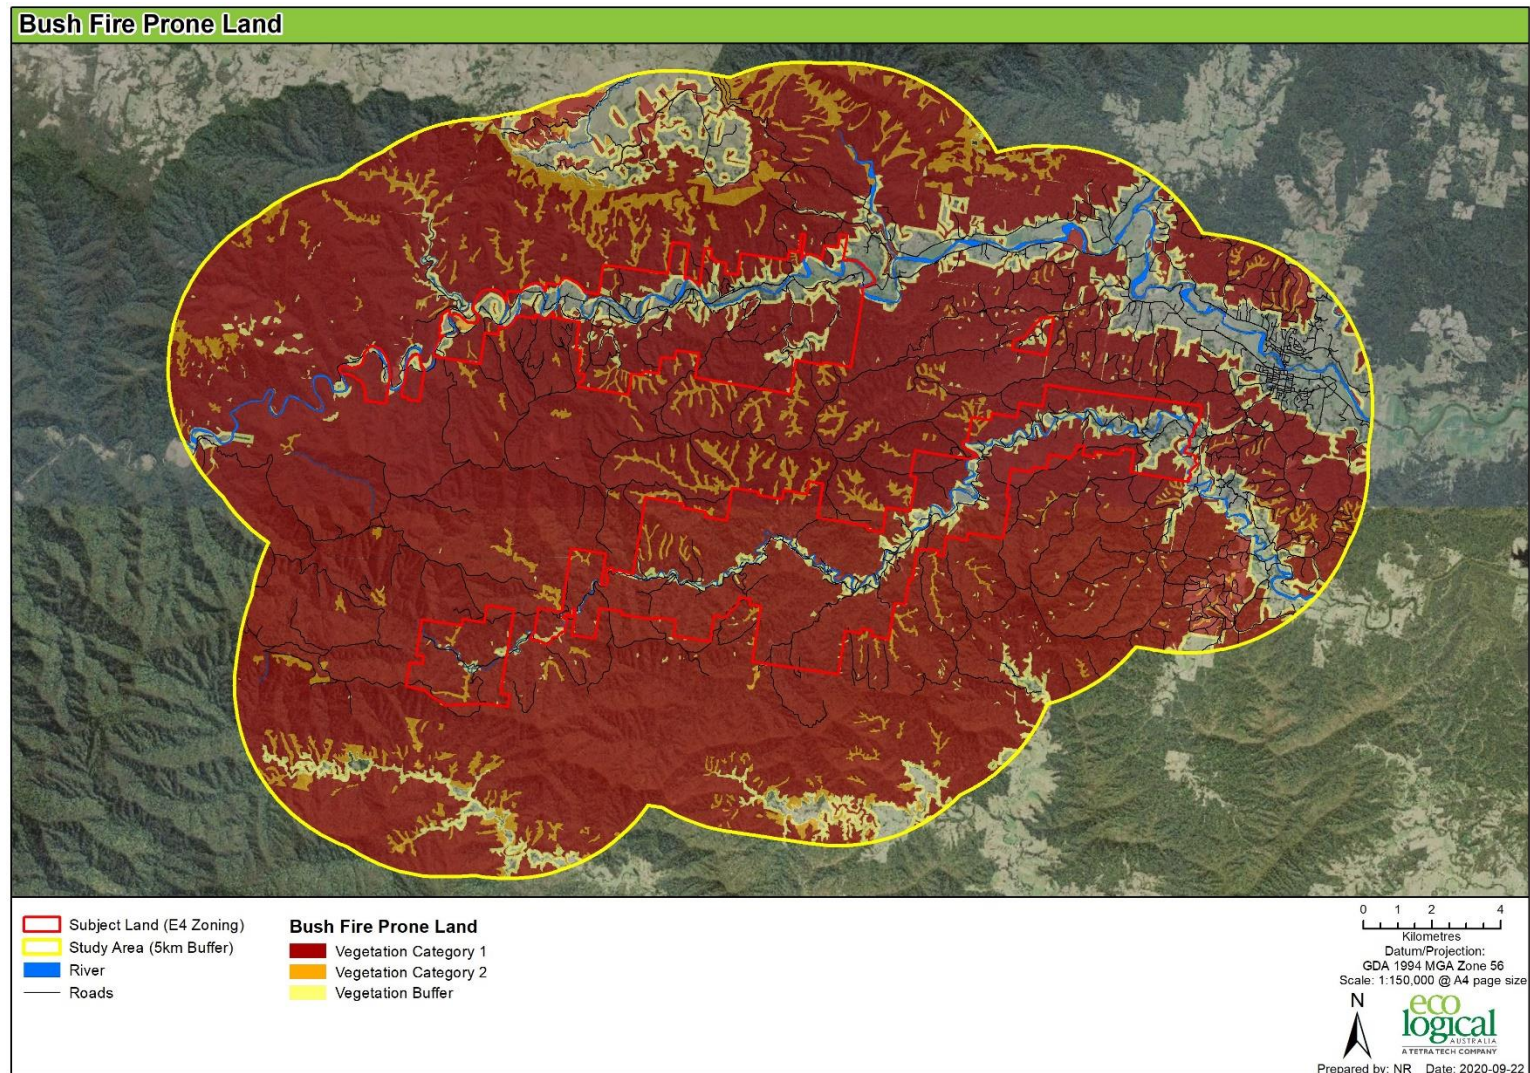 Bush Fire Prone Land
Subject Land (E4 Zoning)
Study Area (5km Buffer)
River
Roads
Bush Fire Prone Land
Vegetation Category 1
Vegetation Category 2
Vegetation Buffer
0 1 2 4
Kilometres
Datum/Projection:
GDA 1994 MGA Zone 56
Scale: 1:150,000 @ A4 page size
N
eco
logical
AUSTRALIA
A TETRA TECH COMPANY
Prepared by: NR Date: 2020-09-22